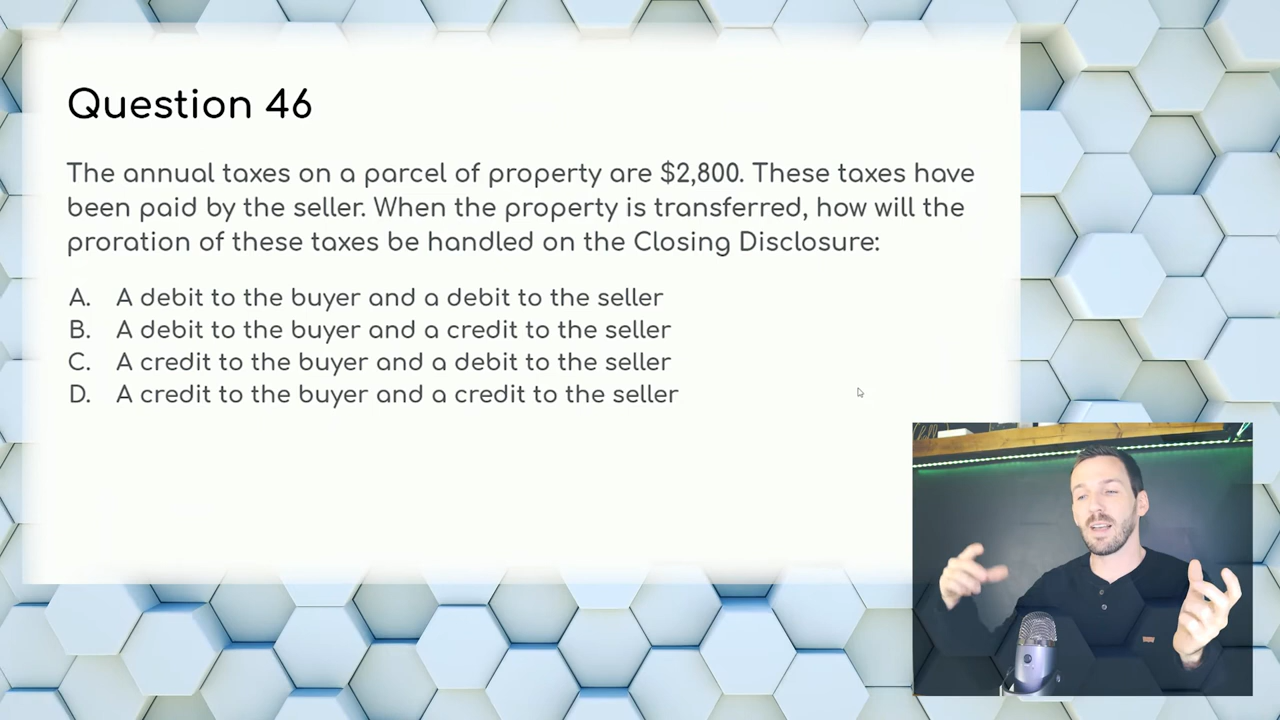 Question 46
The annual taxes on a parcel of property are $2,800. These taxes have
been paid by the seller. When the property is transferred, how will the
proration of these taxes be handled on the Closing Disclosure:
A. A debit to the buyer and a debit to the seller
B. A debit to the buyer and a credit to the seller
C. A credit to the buyer and a debit to the seller
D. A credit to the buyer and a credit to the seller